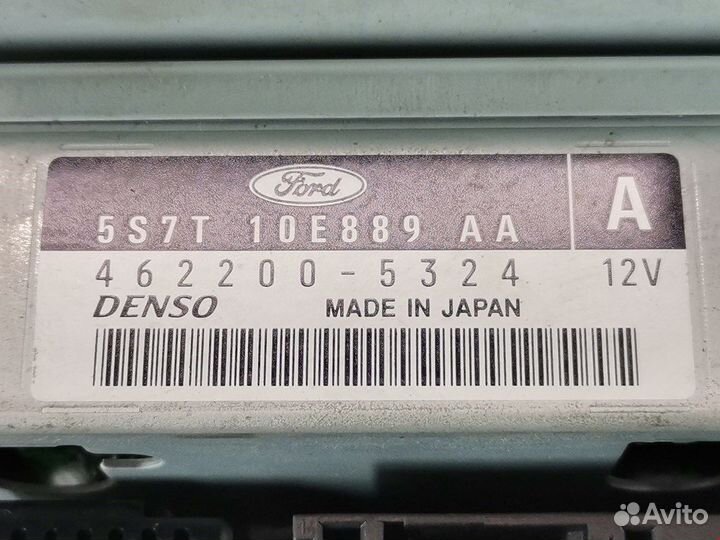 Ford
5S7T 10E889 AA A
462200-5324 12V
DENSO MADE IN JAPAN
Avito